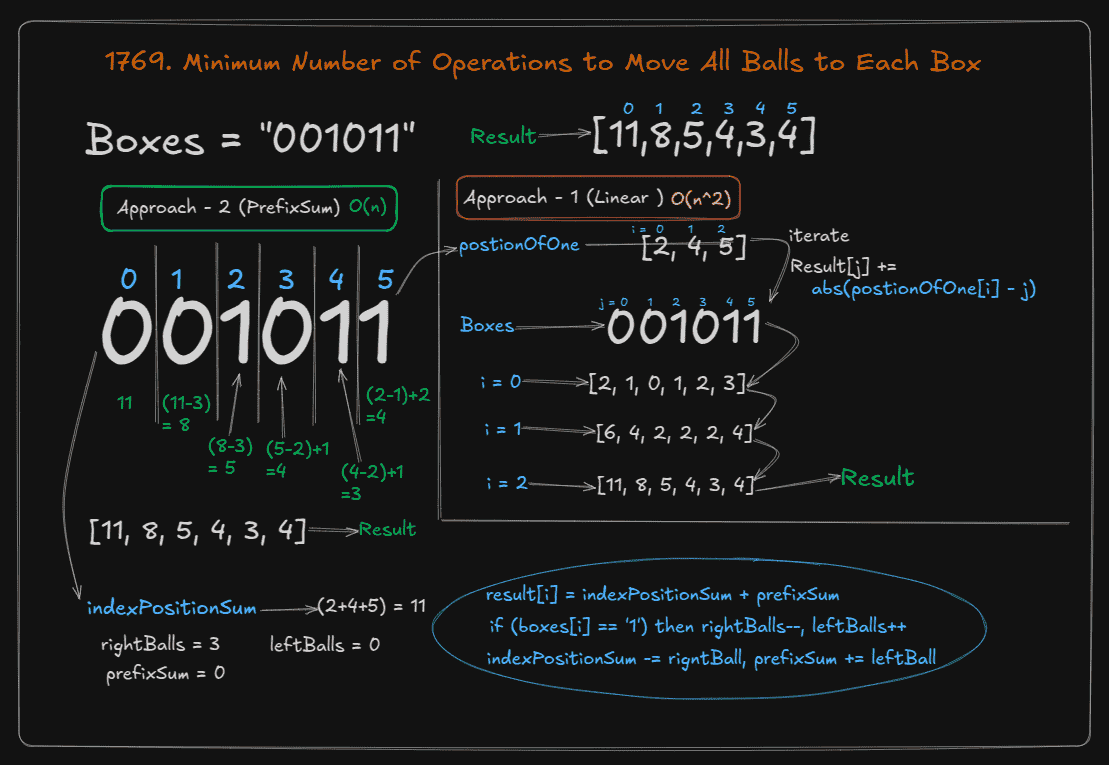 1769. Minimum Number of Operations to Move All Balls to Each Box
Boxes = "001011"
0 1 2 3 4 5
Result [11,8,5,4,3,4]
Approach - 2 (PrefixSum) O(n)
0 1 2 3 4 5
001011
11
(11-3)
= 8
(8-3)
= 5
(5-2)+1
=4
(4-2)+1
=3
(2-1)+2
=4
[11, 8, 5, 4, 3, 4] Result
indexPositionSum (2+4+5) = 11
rightBalls = 3 leftBalls = 0
prefixSum = 0
Approach - 1 (Linear ) O(n^2)
i = 0 1 2
postionOfOne [2, 4, 5]
iterate
Result[j] +=
abs(postionOfOne[i] - j)
j = 0 1 2 3 4 5
Boxes 001011
i = 0 [2, 1, 0, 1, 2, 3]
i = 1 [6, 4, 2, 2, 2, 4]
i = 2 [11, 8, 5, 4, 3, 4] Result
result[i] = indexPositionSum + prefixSum
if (boxes[i] == '1') then rightBalls--, leftBalls++
indexPositionSum -= rigntBall, prefixSum += leftBall